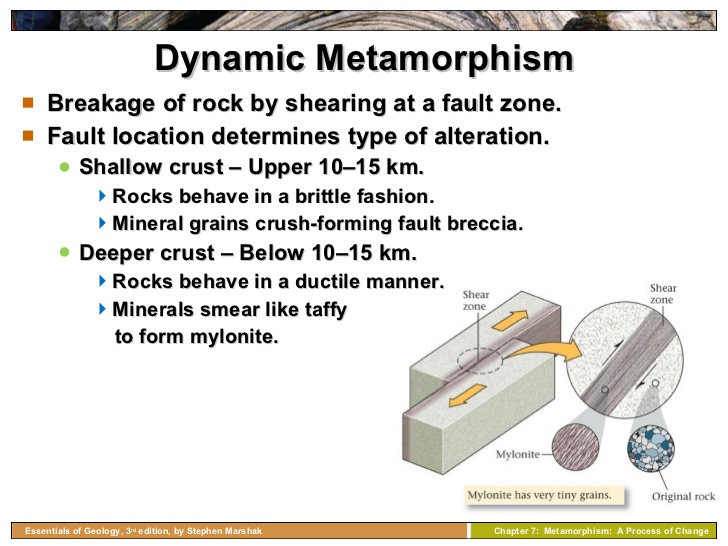 Dynamic Metamorphism
Breakage of rock by shearing at a fault zone.
Fault location determines type of alteration.
Shallow crust – Upper 10–15 km.
Rocks behave in a brittle fashion.
Mineral grains crush-forming fault breccia.
Deeper crust – Below 10–15 km.
Rocks behave in a ductile manner.
Minerals smear like taffy
to form mylonite.
Shear
zone
Shear
zone
Mylonite
Mylonite has very tiny grains.
Original rock
Essentials of Geology, 3rd edition, by Stephen Marshak
Chapter 7: Metamorphism: A Process of Change